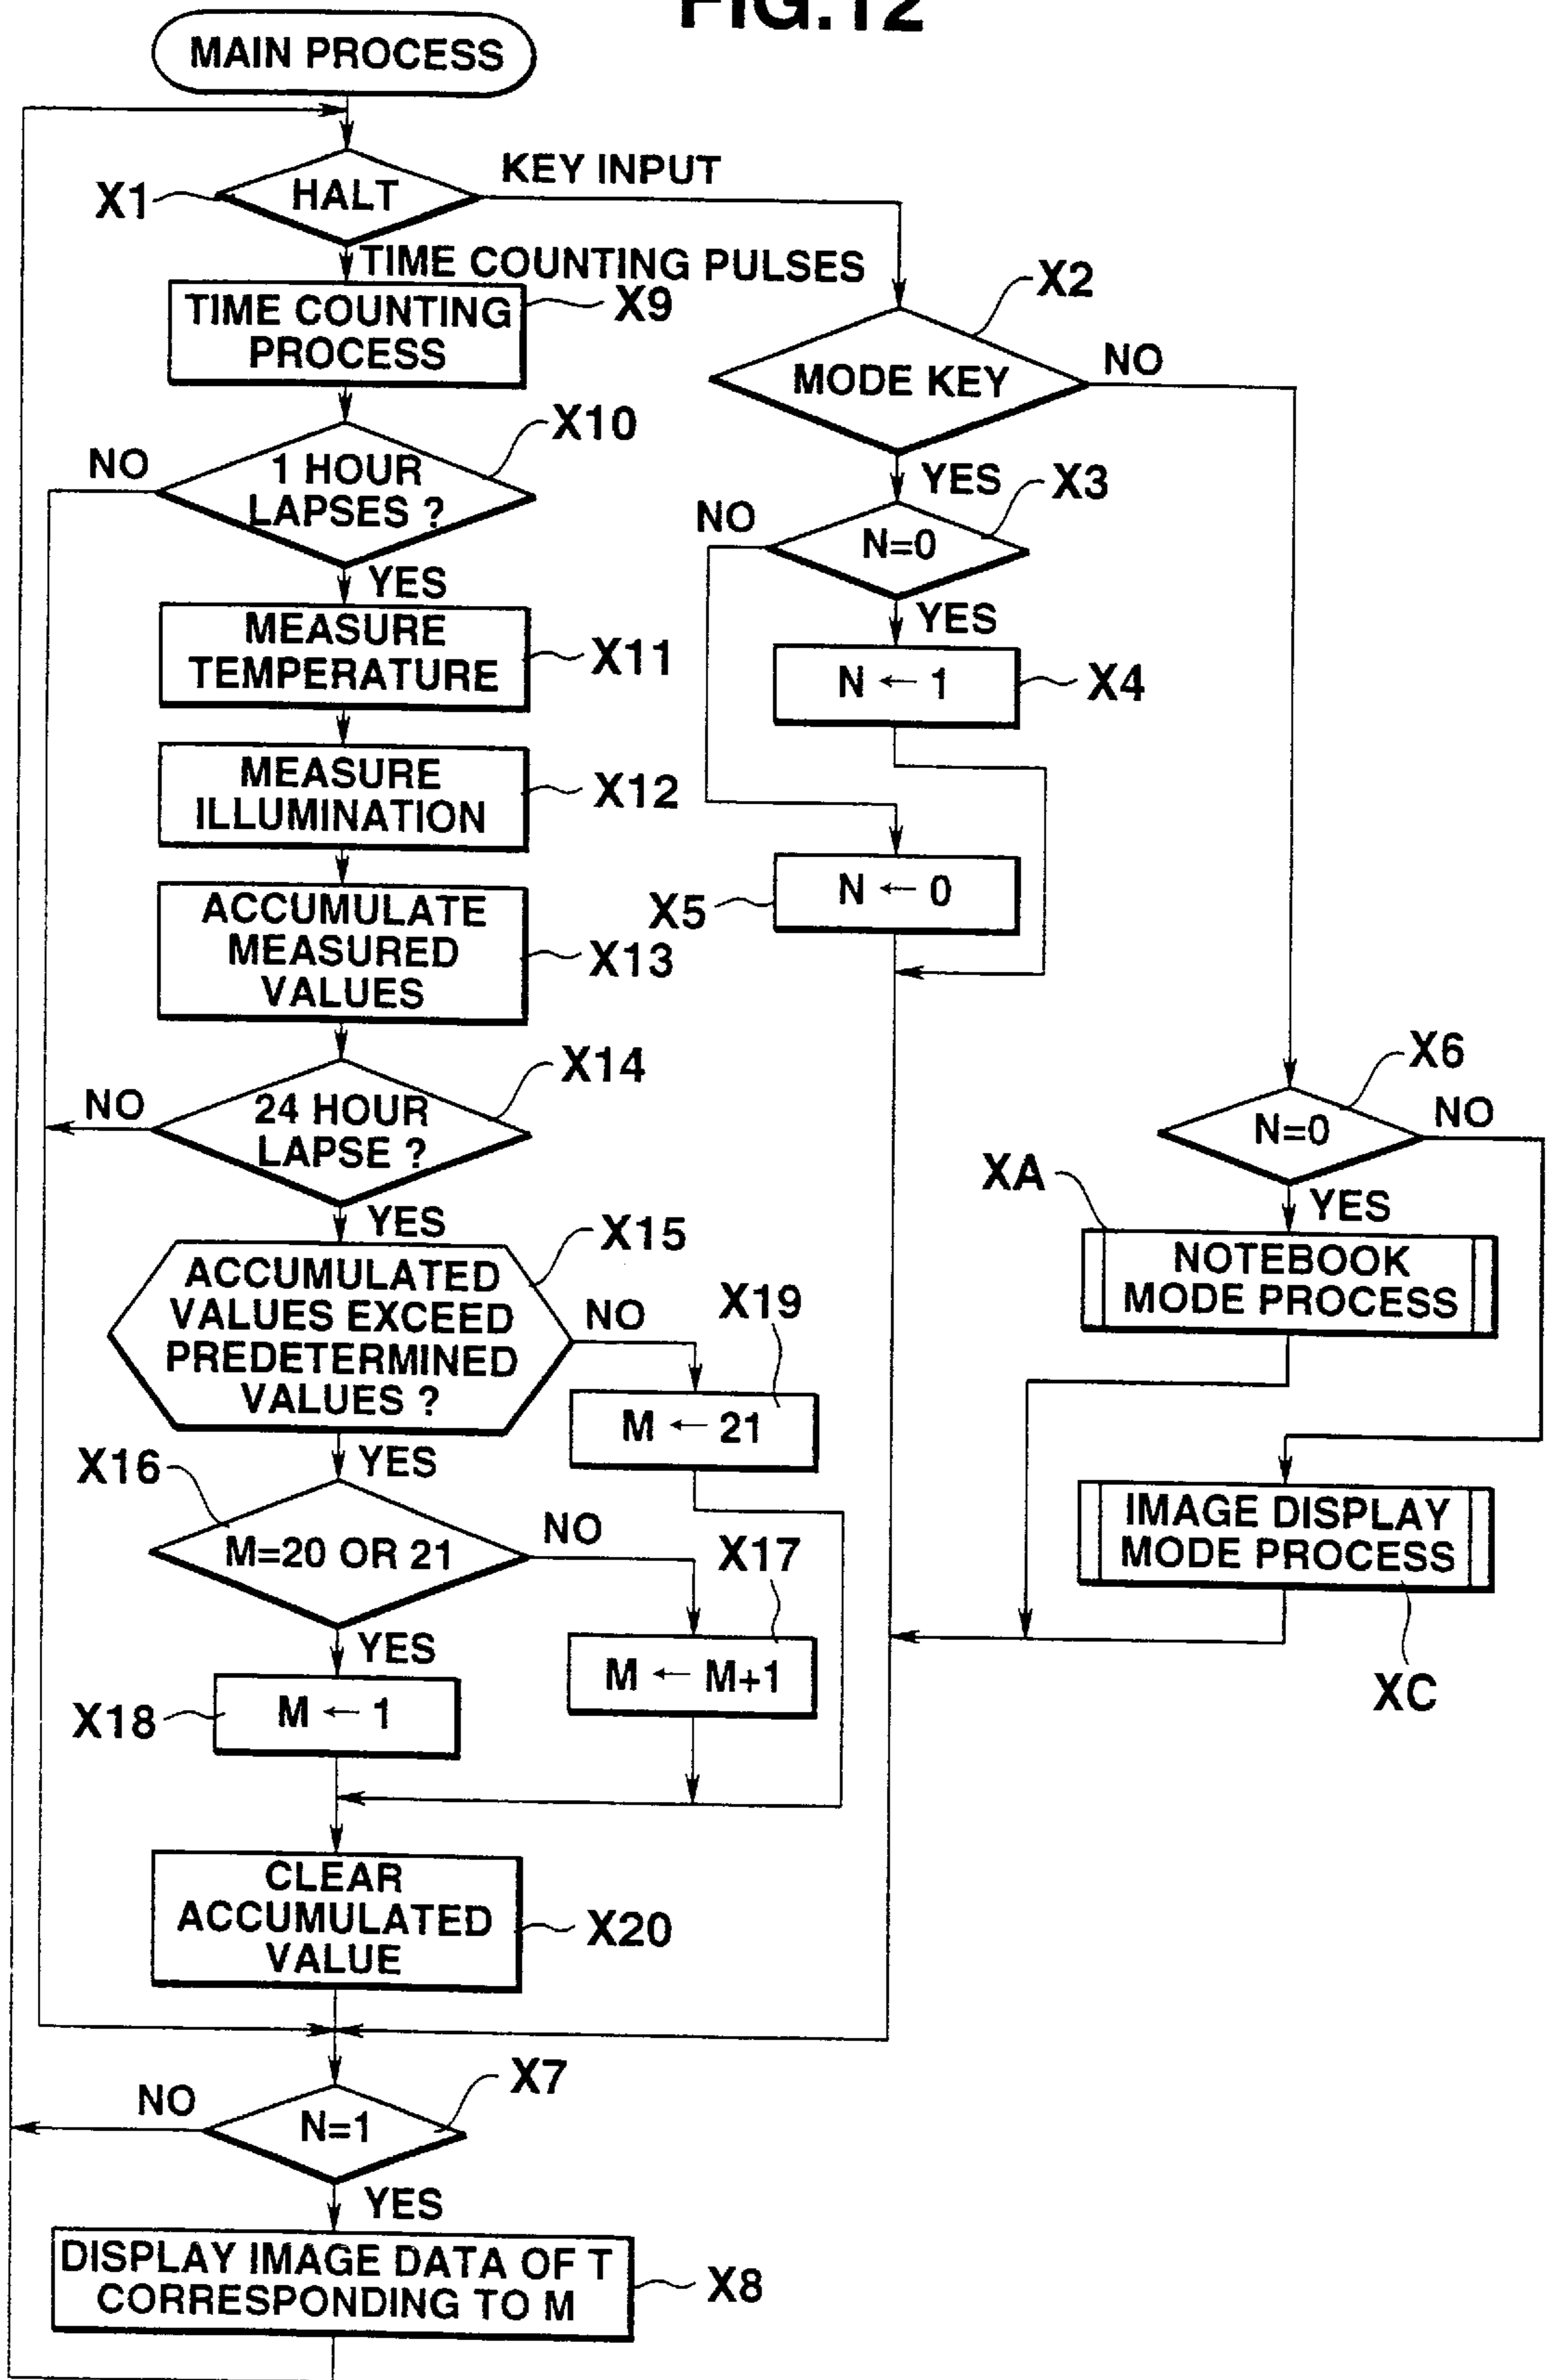 FIG.12
MAIN PROCESS
X1
HALT
KEY INPUT
TIME COUNTING PULSES
TIME COUNTING
PROCESS
X9
X2
MODE KEY
NO
YES
X10
1 HOUR
LAPSES ?
NO
YES
X3
N=0
NO
YES
MEASURE
TEMPERATURE
X11
N ← 1
X4
MEASURE
ILLUMINATION
X12
N ← 0
X5
ACCUMULATE
MEASURED
VALUES
X13
X14
24 HOUR
LAPSE ?
NO
YES
X6
N=0
NO
YES
XA
NOTEBOOK
MODE PROCESS
X15
ACCUMULATED
VALUES EXCEED
PREDETERMINED
VALUES ?
NO
YES
X19
M ← 21
IMAGE DISPLAY
MODE PROCESS
XC
X16
M=20 OR 21
NO
YES
X17
M ← M+1
X18
M ← 1
CLEAR
ACCUMULATED
VALUE
X20
X7
N=1
NO
YES
DISPLAY IMAGE DATA OF T
CORRESPONDING TO M
X8